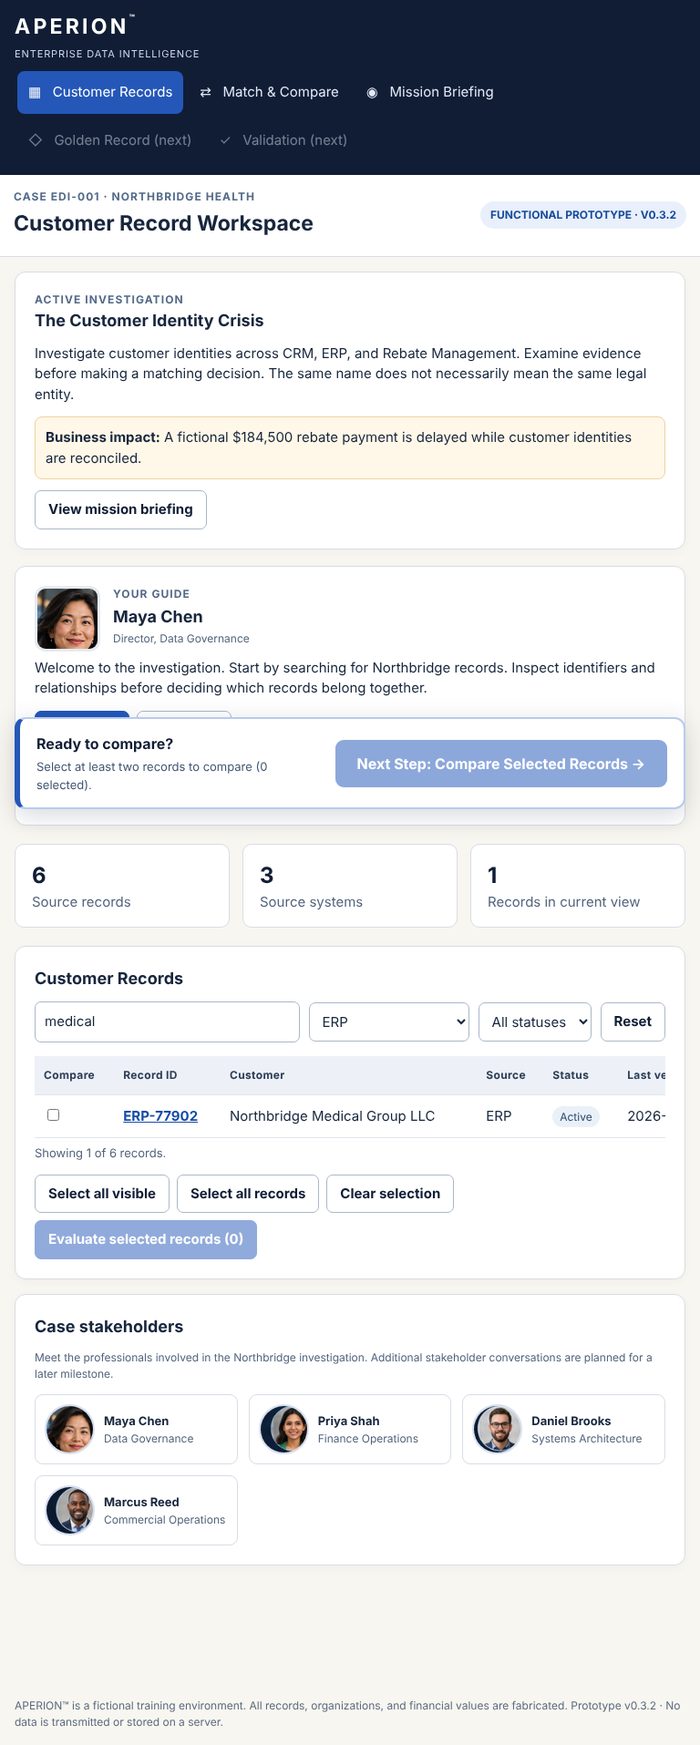 APERION™
ENTERPRISE DATA INTELLIGENCE
Customer Records
Match & Compare
Mission Briefing
Golden Record (next)
Validation (next)
CASE EDI-001 · NORTHBRIDGE HEALTH
Customer Record Workspace
FUNCTIONAL PROTOTYPE · V0.3.2
ACTIVE INVESTIGATION
The Customer Identity Crisis
Investigate customer identities across CRM, ERP, and Rebate Management. Examine evidence
before making a matching decision. The same name does not necessarily mean the same legal
entity.
Business impact: A fictional $184,500 rebate payment is delayed while customer identities
are reconciled.
View mission briefing
YOUR GUIDE
Maya Chen
Director, Data Governance
Welcome to the investigation. Start by searching for Northbridge records. Inspect identifiers and
relationships before deciding which records belong together.
Ready to compare?
Select at least two records to compare (0
selected).
Next Step: Compare Selected Records →
6
Source records
3
Source systems
1
Records in current view
Customer Records
medical
ERP
All statuses
Reset
Compare Record ID Customer Source Status Last ve
ERP-77902 Northbridge Medical Group LLC ERP Active 2026-
Showing 1 of 6 records.
Select all visible
Select all records
Clear selection
Evaluate selected records (0)
Case stakeholders
Meet the professionals involved in the Northbridge investigation. Additional stakeholder conversations are planned for a
later milestone.
Maya Chen
Data Governance
Priya Shah
Finance Operations
Daniel Brooks
Systems Architecture
Marcus Reed
Commercial Operations
APERION™ is a fictional training environment. All records, organizations, and financial values are fabricated. Prototype v0.3.2 · No
data is transmitted or stored on a server.